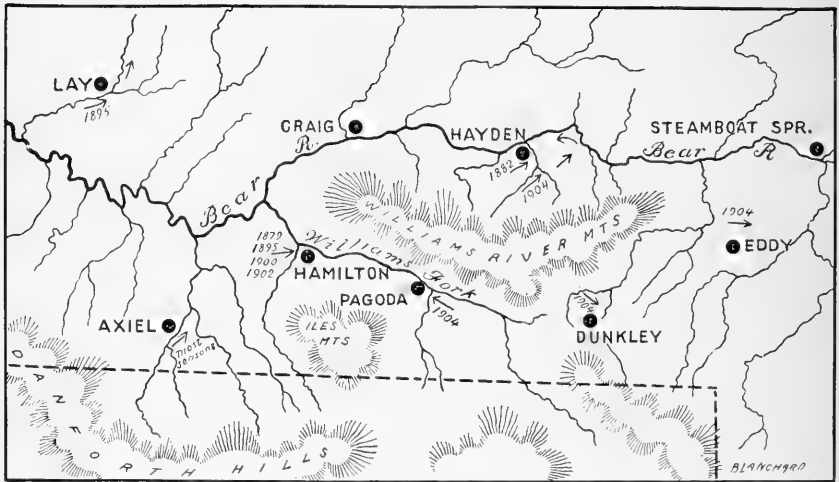 LAY
1895
CRAIG
HAYDEN
STEAMBOAT SPR.
R.
Bear R
1882
1904
Bear
WILLIAMS RIVER MTS
1904
EDDY
1879
1895
1900
1902
Williams Fork
HAMILTON
PAGODA
1904
1904
DUNKLEY
ILES
MTS
AXIEL
most
seasons
DANFORTH HILLS
BLANCHARD